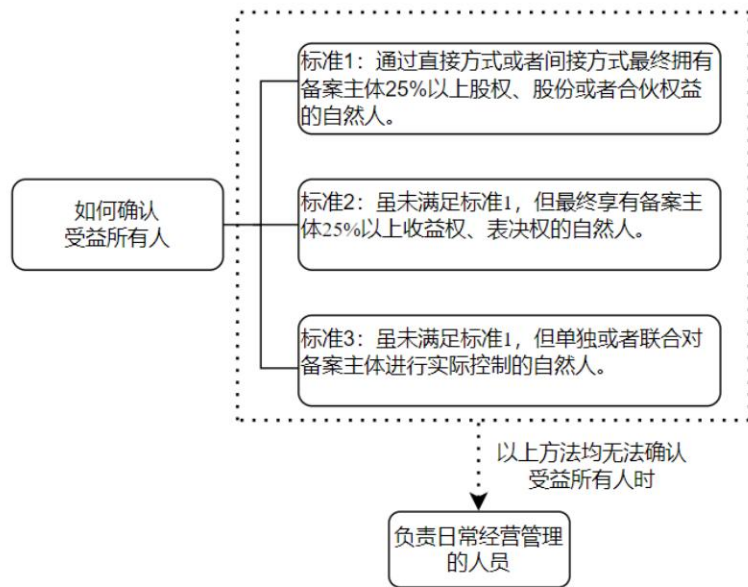 标准1：通过直接方式或者间接方式最终拥有
备案主体25%以上股权、股份或者合伙权益
的自然人。
如何确认
受益所有人
标准2：虽未满足标准1，但最终享有备案主
体25%以上收益权、表决权的自然人。
标准3：虽未满足标准1，但单独或者联合对
备案主体进行实际控制的自然人。
以上方法均无法确认
受益所有人时
负责日常经营管理
的人员